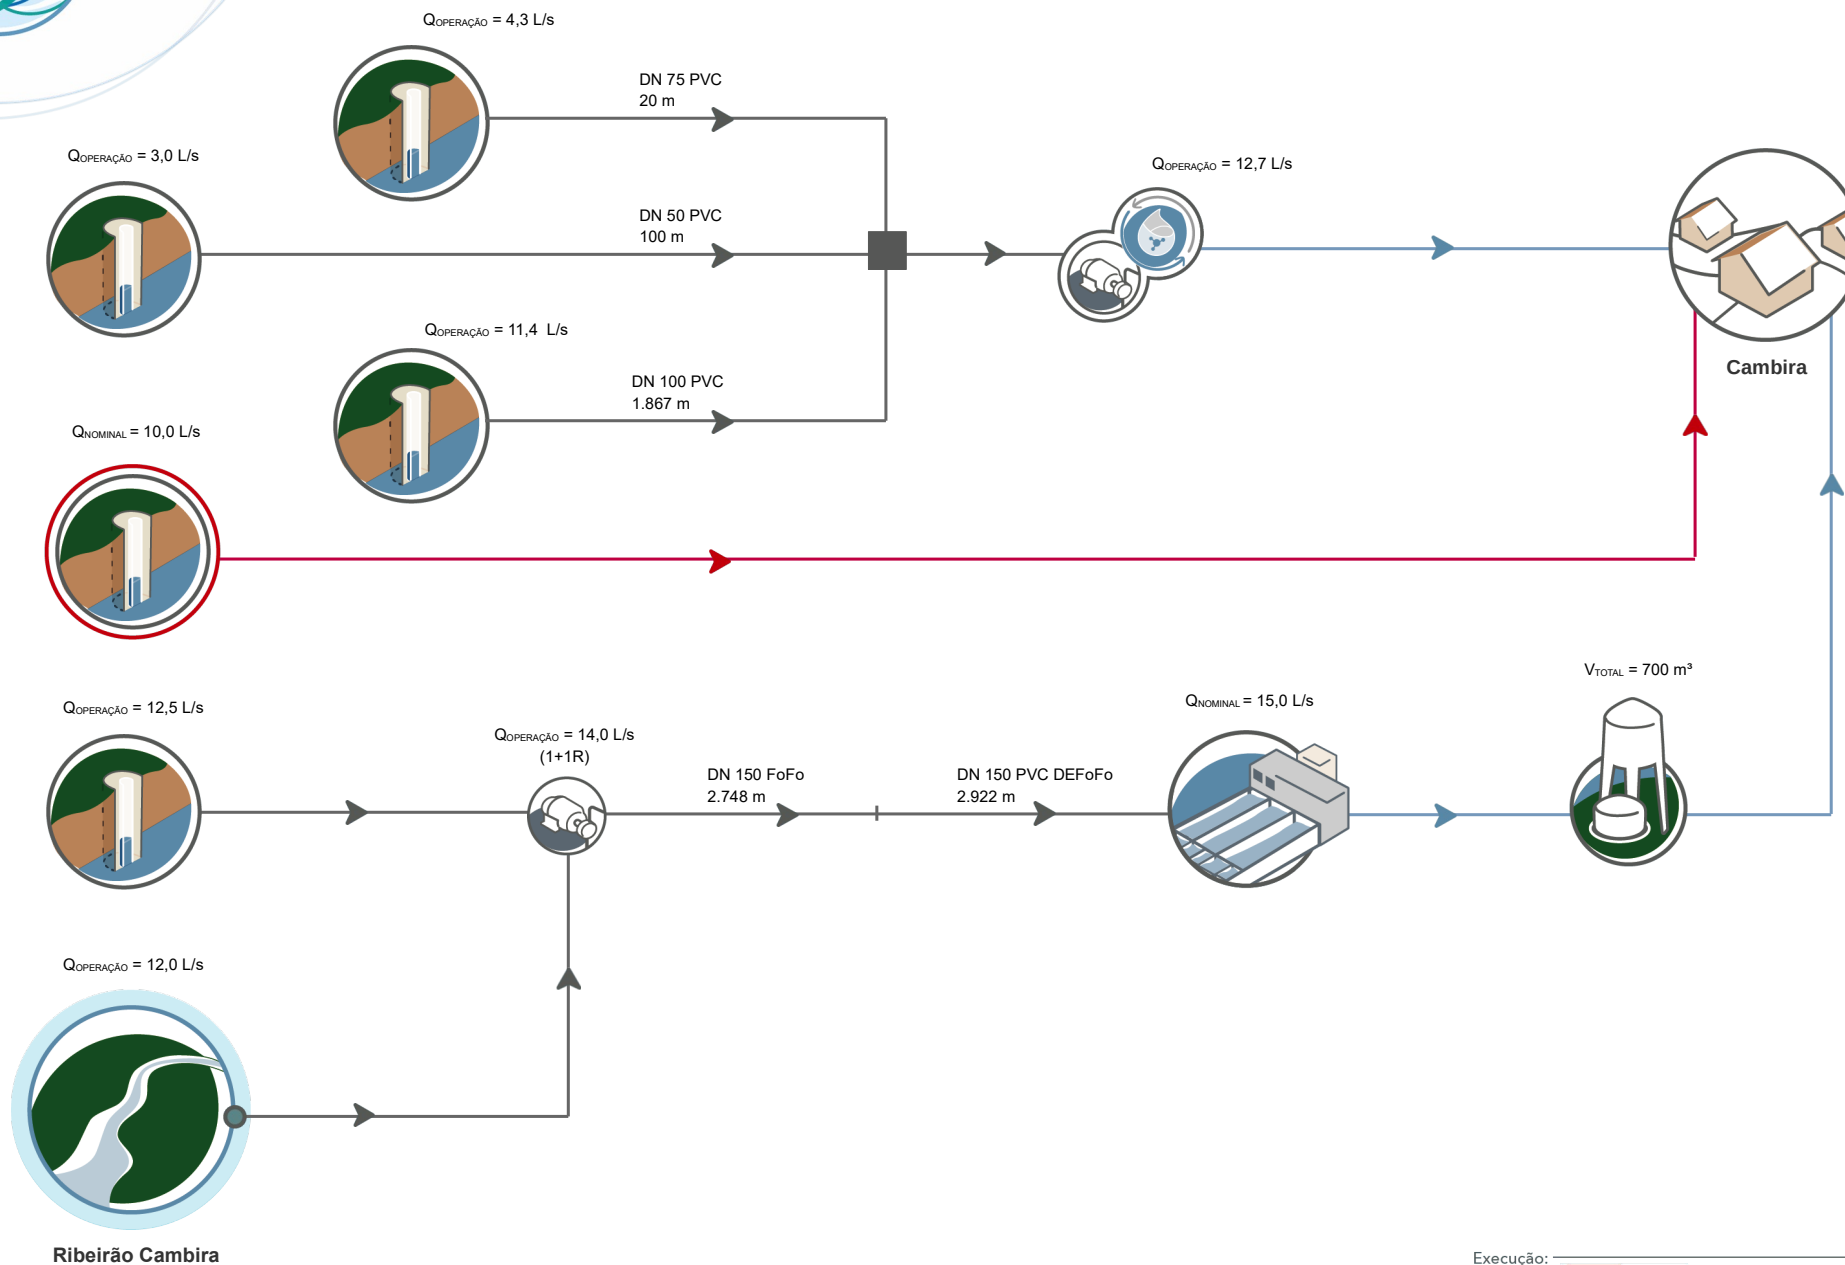 QOPERAÇÃO = 4,3 L/s
DN 75 PVC
20 m
QOPERAÇÃO = 3,0 L/s
DN 50 PVC
100 m
QOPERAÇÃO = 12,7 L/s
QOPERAÇÃO = 11,4 L/s
DN 100 PVC
1.867 m
Cambira
QNOMINAL = 10,0 L/s
QOPERAÇÃO = 12,5 L/s
QOPERAÇÃO = 14,0 L/s
(1+1R)
DN 150 FoFo
2.748 m
DN 150 PVC DEFoFo
2.922 m
QNOMINAL = 15,0 L/s
VTOTAL = 700 m³
QOPERAÇÃO = 12,0 L/s
Ribeirão Cambira
Execução: